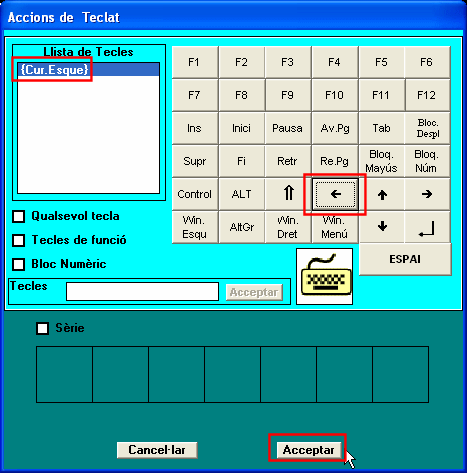 Accions de Teclat
Llista de Tecles
{Cur.Esque}
F1 F2 F3 F4 F5 F6
F7 F8 F9 F10 F11 F12
Ins Inici Pausa Av.Pg Tab Bloc. Despl
Supr Fi Retr Re.Pg Bloq. Mayús Bloq. Núm
Control ALT ⇑ ← ↑ →
Win. Esqu AltGr Win. Dret Win. Menú ↓ ↵
ESPAI
Qualsevol tecla
Tecles de funció
Bloc Numèric
Tecles Acceptar
Sèrie
Cancel·lar Acceptar